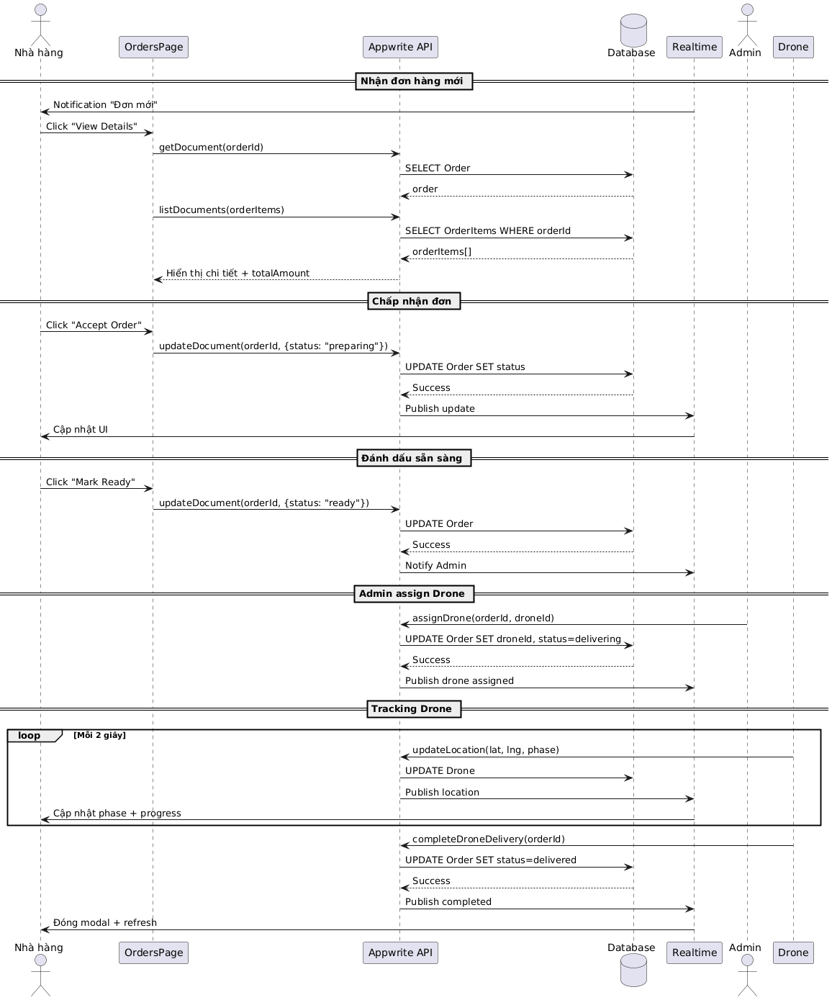 Nhà hàng
OrdersPage
Appwrite API
Database
Realtime
Admin
Drone
Nhận đơn hàng mới
Notification "Đơn mới"
Click "View Details"
getDocument(orderId)
SELECT Order
order
listDocuments(orderItems)
SELECT OrderItems WHERE orderId
orderItems[]
Hiển thị chi tiết + totalAmount
Chấp nhận đơn
Click "Accept Order"
updateDocument(orderId, {status: "preparing"})
UPDATE Order SET status
Success
Publish update
Cập nhật UI
Đánh dấu sẵn sàng
Click "Mark Ready"
updateDocument(orderId, {status: "ready"})
UPDATE Order
Success
Notify Admin
Admin assign Drone
assignDrone(orderId, droneId)
UPDATE Order SET droneId, status=delivering
Success
Publish drone assigned
Tracking Drone
loop
[Mỗi 2 giây]
updateLocation(lat, lng, phase)
UPDATE Drone
Publish location
Cập nhật phase + progress
completeDroneDelivery(orderId)
UPDATE Order SET status=delivered
Success
Publish completed
Đóng modal + refresh
Nhà hàng
OrdersPage
Appwrite API
Database
Realtime
Admin
Drone